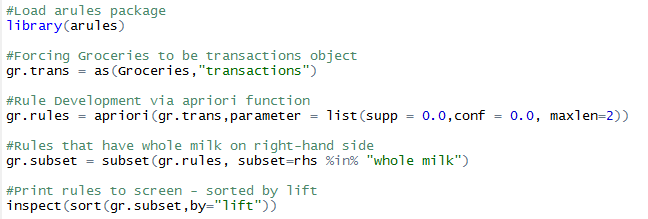 #Load arules package
library(arules)
#Forcing Groceries to be transactions object
gr.trans = as(Groceries,"transactions")
#Rule Development via apriori function
gr.rules = apriori(gr.trans,parameter = list(supp = 0.0,conf = 0.0, maxlen=2))
#Rules that have whole milk on right-hand side
gr.subset = subset(gr.rules, subset=rhs %in% "whole milk")
#Print rules to screen - sorted by lift
inspect(sort(gr.subset,by="lift"))